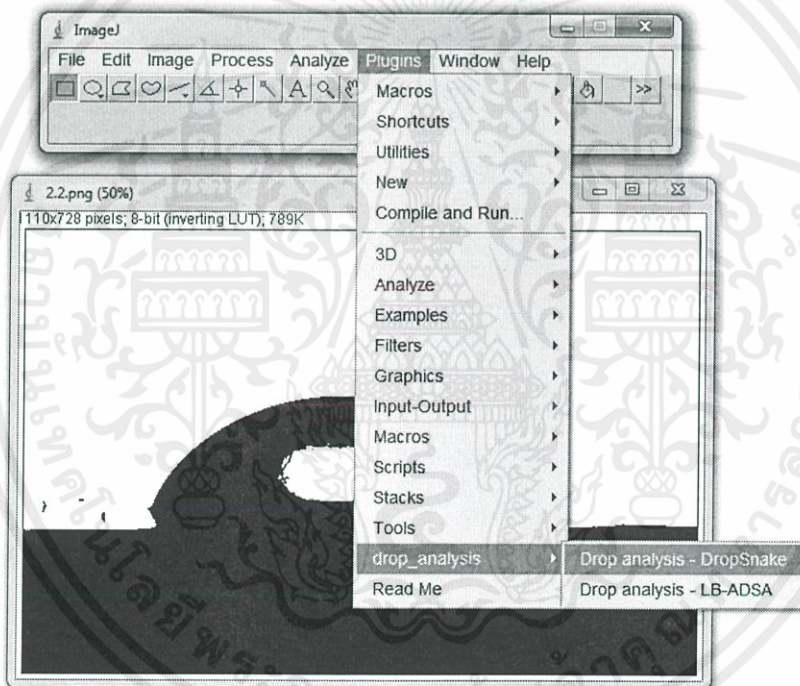 ImageJ
File Edit Image Process Analyze Plugins Window Help
A >>
Macros
Shortcuts
Utilities
New
Compile and Run...
2.2.png (50%)
110x728 pixels; 8-bit (inverting LUT); 789K
3D
Analyze
Examples
Filters
Graphics
Input-Output
Macros
Scripts
Stacks
Tools
drop_analysis
Drop analysis - DropSnake
Read Me
Drop analysis - LB-ADSA